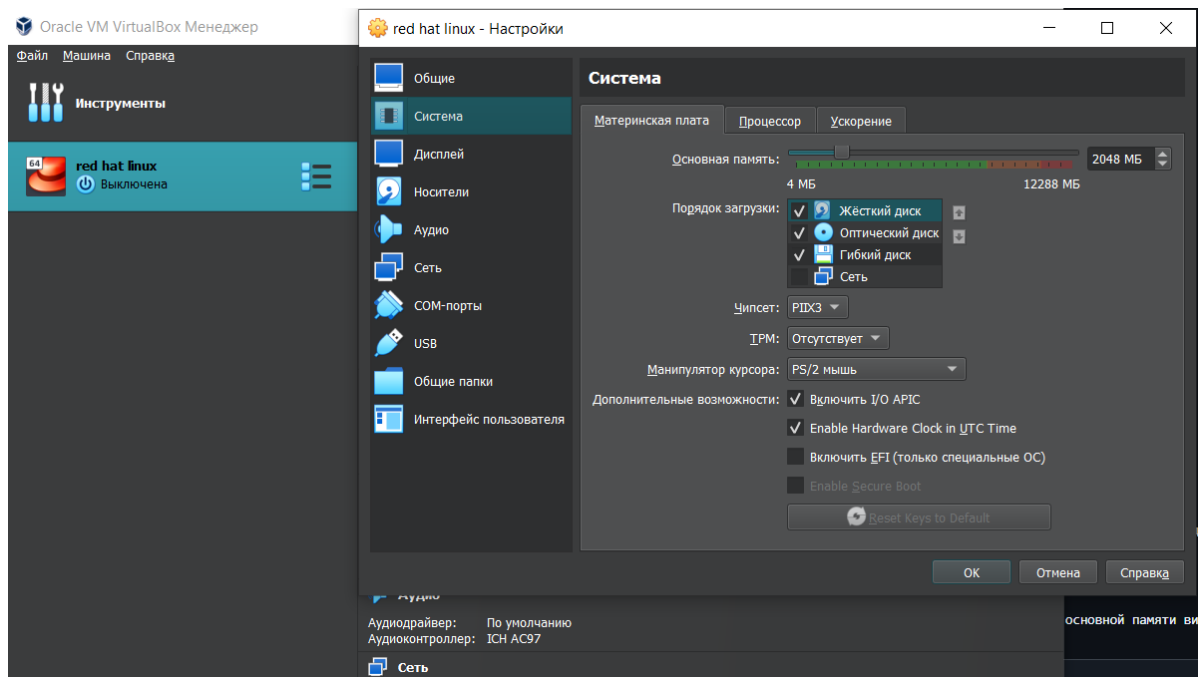 Oracle VM VirtualBox Менеджер
Файл Машина Справка
Инструменты
64
red hat linux
Выключена
red hat linux - Настройки
Общие
Система
Дисплей
Носители
Аудио
Сеть
COM-порты
USB
Общие папки
Интерфейс пользователя
Система
Материнская плата Процессор Ускорение
Основная память: 2048 МБ
4 МБ 12288 МБ
Порядок загрузки: Жёсткий диск
Оптический диск
Гибкий диск
Сеть
Чипсет: PIIX3
TPM: Отсутствует
Манипулятор курсора: PS/2 мышь
Дополнительные возможности: Включить I/O APIC
Enable Hardware Clock in UTC Time
Включить EFI (только специальные ОС)
Enable Secure Boot
Reset Keys to Default
OK Отмена Справка
Аудио
Аудиодрайвер: По умолчанию
Аудиоконтроллер: ICH AC97
Сеть
основной памяти ви